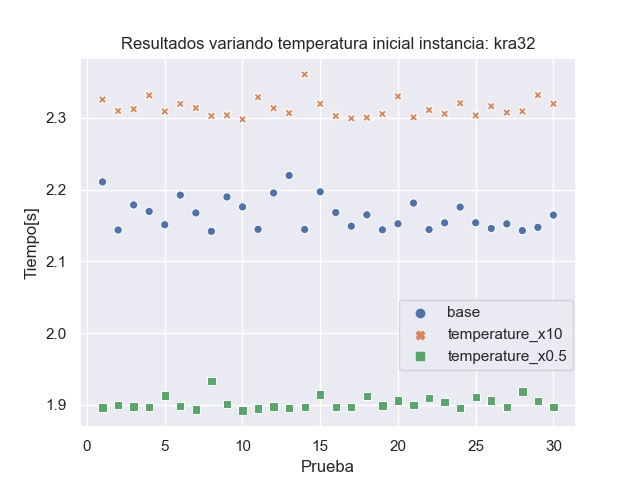 Resultados variando temperatura inicial instancia: kra32
Tiempo[s]
2.3
2.2
2.1
2.0
1.9
base
temperature_x10
temperature_x0.5
0 5 10 15 20 25 30
Prueba